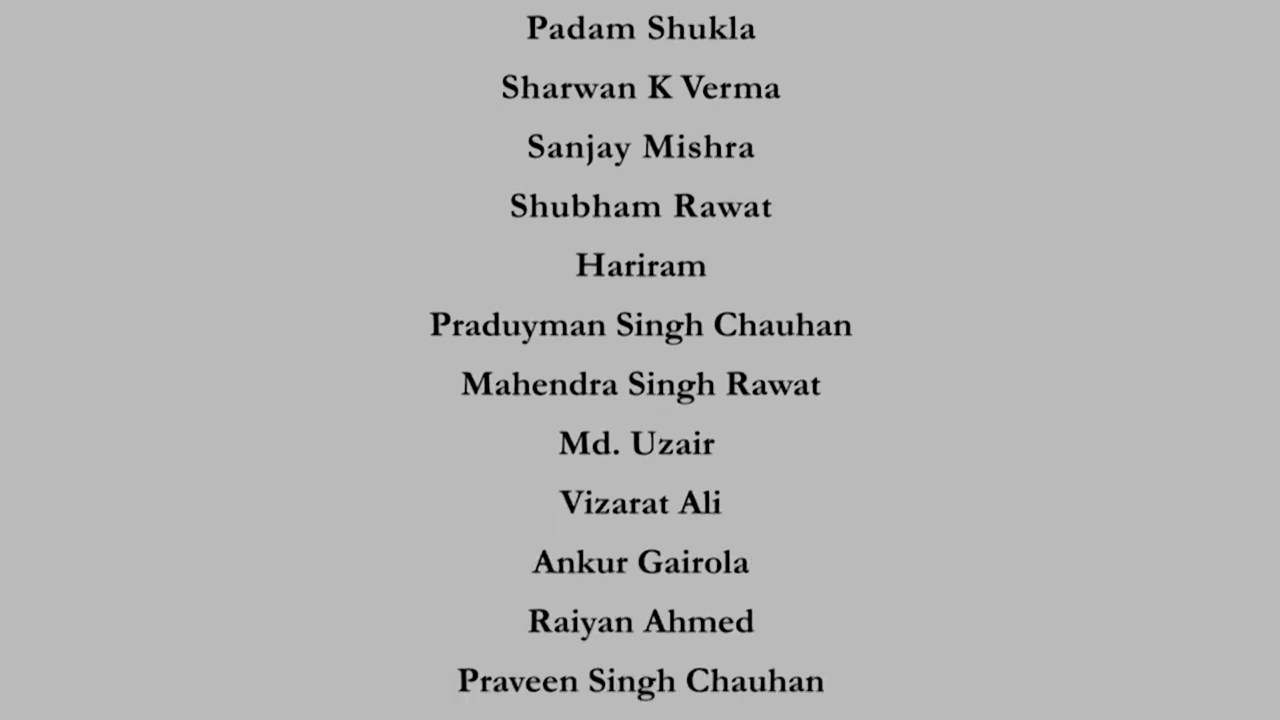 Padam Shukla
Sharwan K Verma
Sanjay Mishra
Shubham Rawat
Hariram
Praduyman Singh Chauhan
Mahendra Singh Rawat
Md. Uzair
Vizarat Ali
Ankur Gairola
Raiyan Ahmed
Praveen Singh Chauhan